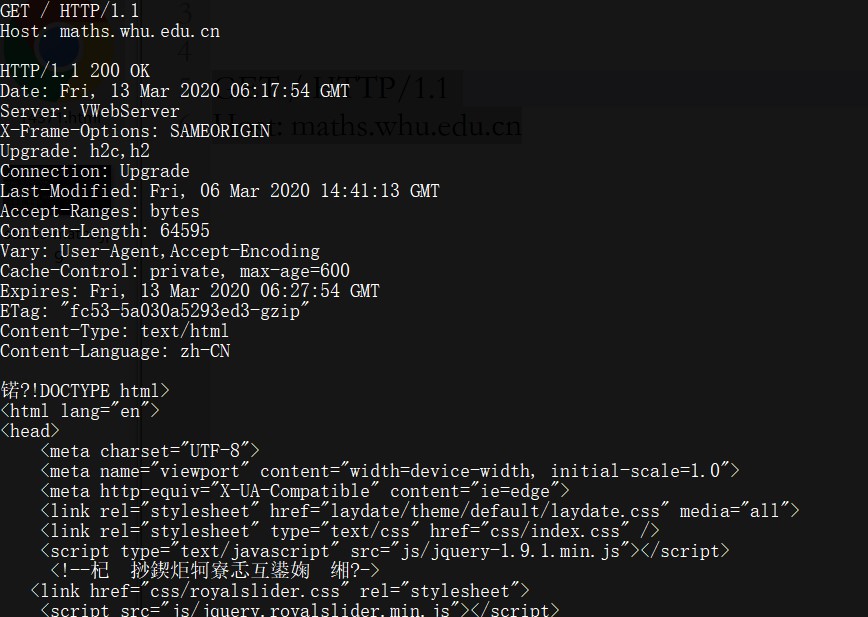 GET / HTTP/1.1
Host: maths.whu.edu.cn
HTTP/1.1 200 OK
Date: Fri, 13 Mar 2020 06:17:54 GMT
Server: VWebServer
X-Frame-Options: SAMEORIGIN
Upgrade: h2c,h2
Connection: Upgrade
Last-Modified: Fri, 06 Mar 2020 14:41:13 GMT
Accept-Ranges: bytes
Content-Length: 64595
Vary: User-Agent,Accept-Encoding
Cache-Control: private, max-age=600
Expires: Fri, 13 Mar 2020 06:27:54 GMT
ETag: "fc53-5a030a5293ed3-gzip"
Content-Type: text/html
Content-Language: zh-CN
锘?!DOCTYPE html>
<html lang="en">
<head>
<meta charset="UTF-8">
<meta name="viewport" content="width=device-width, initial-scale=1.0">
<meta http-equiv="X-UA-Compatible" content="ie=edge">
<link rel="stylesheet" href="laydate/theme/default/laydate.css" media="all">
<link rel="stylesheet" type="text/css" href="css/index.css" />
<script type="text/javascript" src="js/jquery-1.9.1.min.js"></script>
<!--杞 挱鍥炬牱寮忎互鍙婅 缃?->
<link href="css/royalslider.css" rel="stylesheet">
<script src="js/jquery.royalslider.min.js"></script>
3
4
GET / HTTP/1.1
Host: maths.whu.edu.cn